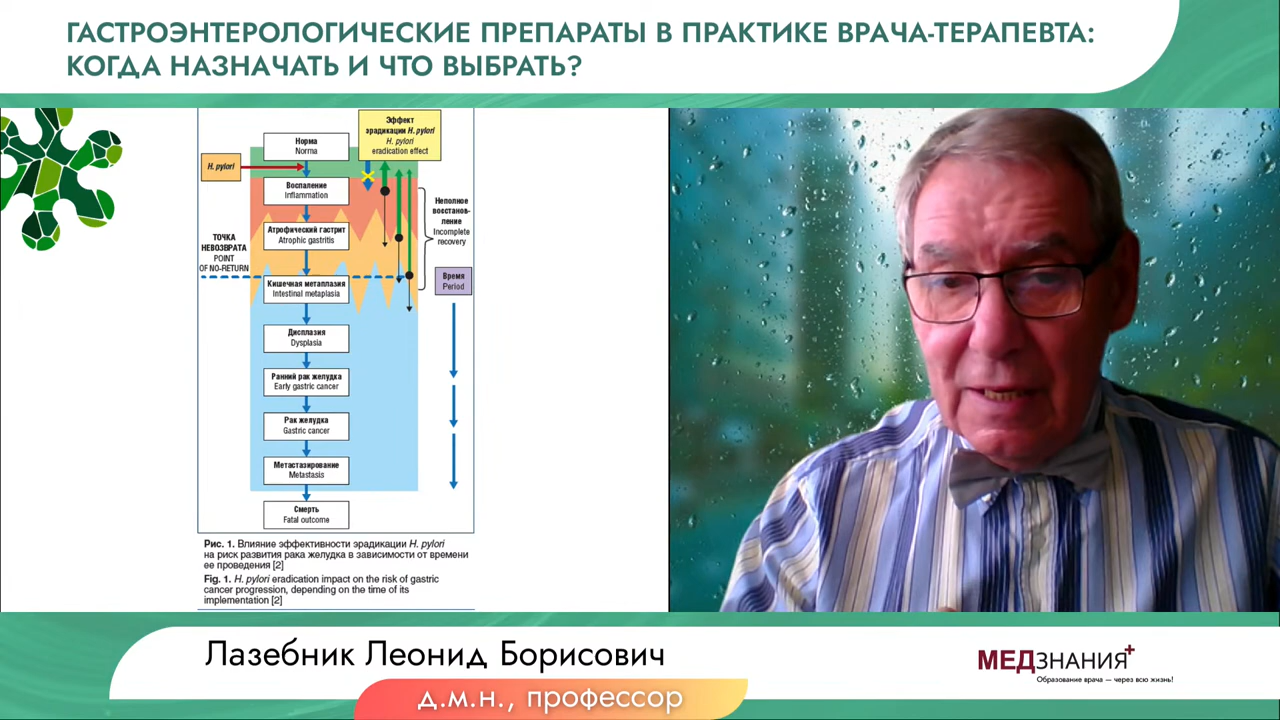 ГАСТРОЭНТЕРОЛОГИЧЕСКИЕ ПРЕПАРАТЫ В ПРАКТИКЕ ВРАЧА-ТЕРАПЕВТА:
КОГДА НАЗНАЧАТЬ И ЧТО ВЫБРАТЬ?
Эффект
эрадикации H. pylori
H. pylori
eradication effect
Норма
Norma
H. pylori
Воспаление
Inflammation
Неполное
восстанов-
ление
Incomplete
recovery
Атрофический гастрит
Atrophic gastritis
ТОЧКА
НЕВОЗВРАТА
POINT
OF NO-RETURN
Время
Period
Кишечная метаплазия
Intestinal metaplasia
Дисплазия
Dysplasia
Ранний рак желудка
Early gastric cancer
Рак желудка
Gastric cancer
Метастазирование
Metastasis
Смерть
Fatal outcome
Рис. 1. Влияние эффективности эрадикации H. pylori
на риск развития рака желудка в зависимости от времени
ее проведения [2]
Fig. 1. H. pylori eradication impact on the risk of gastric
cancer progression, depending on the time of its
implementation [2]
Лазебник Леонид Борисович
д.м.н., профессор
МЕДЗНАНИЯ+
Образование врача — через всю жизнь!